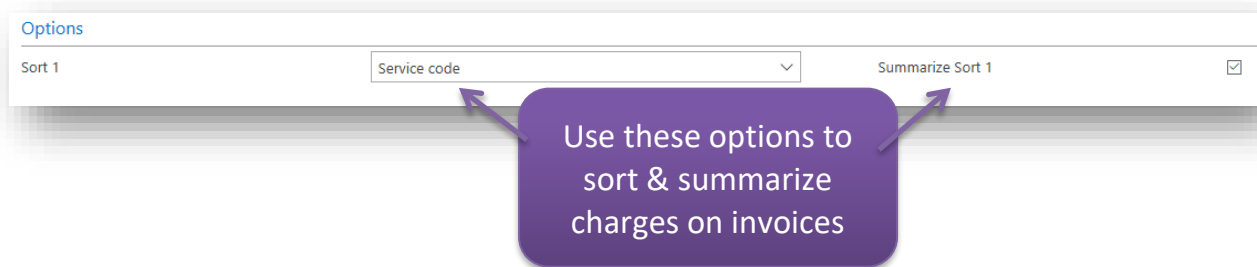 Options
Sort 1 Service code Summarize Sort 1
Use these options to
sort & summarize
charges on invoices